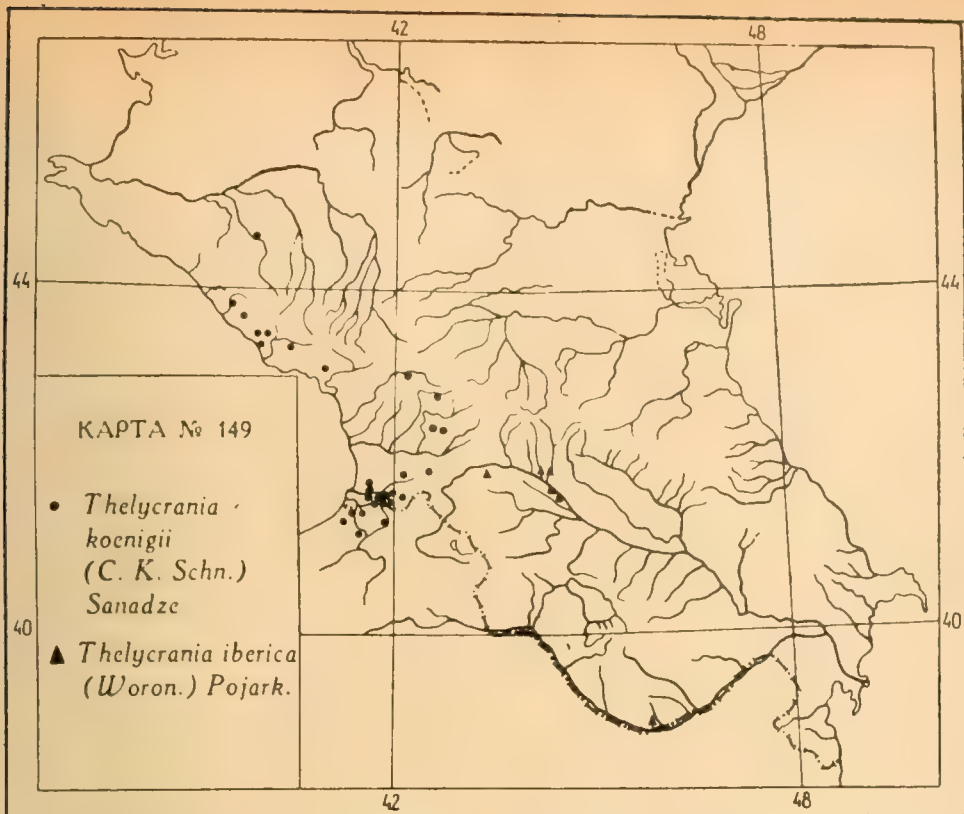 42 48
44 44
КАРТА № 149
• Thelycrania
koenigii
(C. K. Schn.)
Sanadze
40 40
▲ Thelycrania iberica
(Woron.) Pojark.
42 48